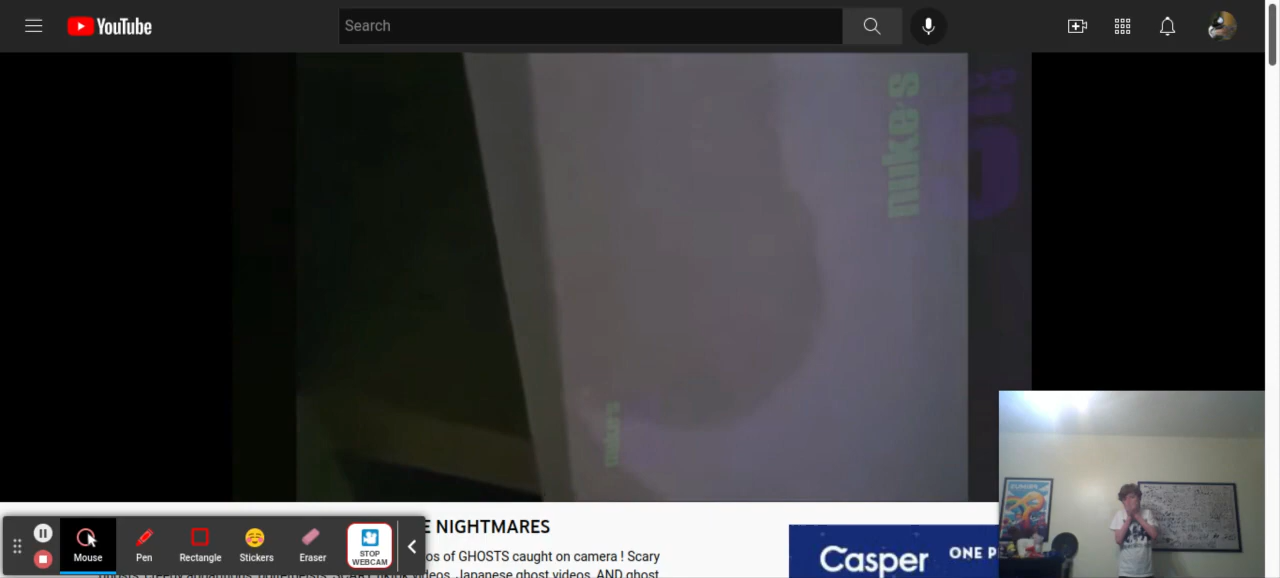 YouTube
Search
nuke's
nuke's
E NIGHTMARES
os of GHOSTS caught on camera ! Scary
videos, Japanese ghost videos, AND ghost
Casper
ONE P
Mouse
Pen
Rectangle
Stickers
Eraser
STOP
WEBCAM